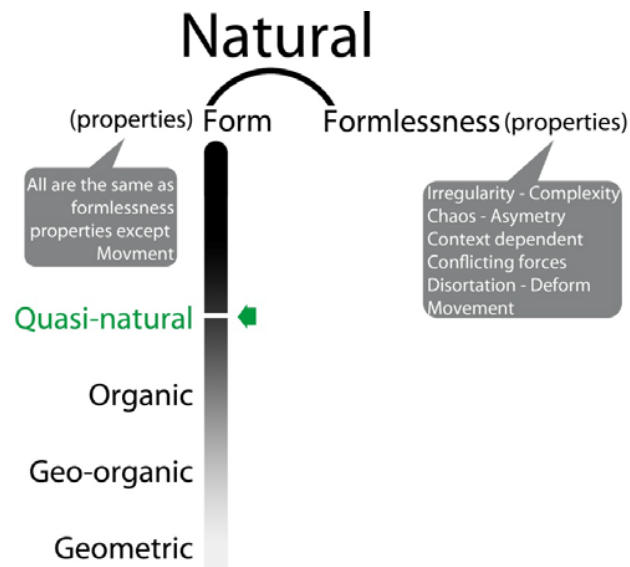 Natural
(properties) Form
Formlessness (properties)
All are the same as
formlessness
properties except
Movment
Irregularity - Complexity
Chaos - Asymetry
Context dependent
Conflicting forces
Disortation - Deform
Movement
Quasi-natural
Organic
Geo-organic
Geometric